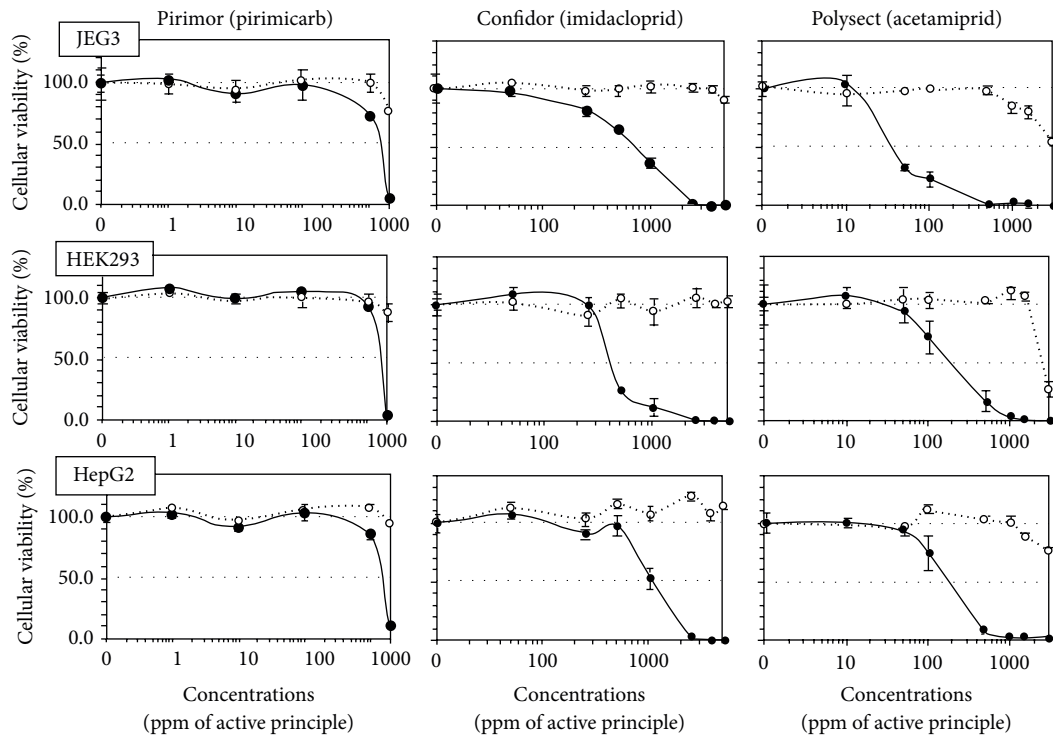 Pirimor (pirimicarb) Confidor (imidacloprid) Polysect (acetamiprid)
JEG3
Cellular viability (%)
100.0
50.0
0.0
0 1 10 100 1000
0 100 1000
0 10 100 1000
HEK293
Cellular viability (%)
100.0
50.0
0.0
0 1 10 100 1000
0 100 1000
0 10 100 1000
HepG2
Cellular viability (%)
100.0
50.0
0.0
0 1 10 100 1000
0 100 1000
0 10 100 1000
Concentrations Concentrations Concentrations
(ppm of active principle) (ppm of active principle) (ppm of active principle)